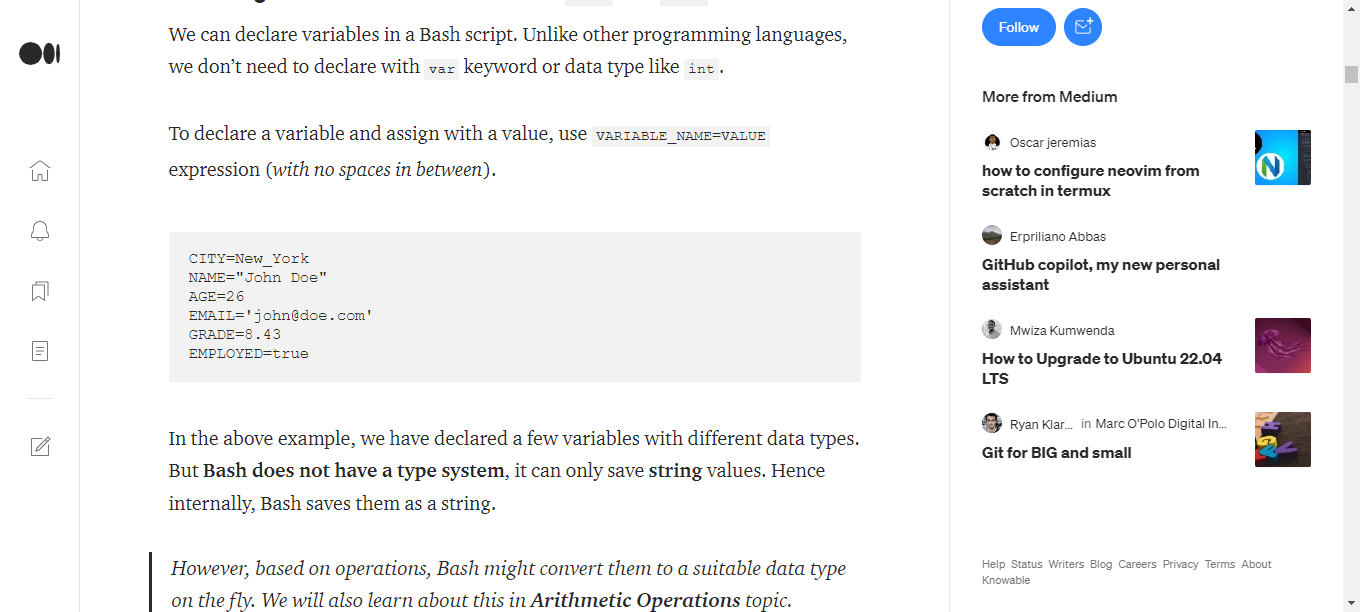 We can declare variables in a Bash script. Unlike other programming languages,
we don’t need to declare with var keyword or data type like int.
To declare a variable and assign with a value, use VARIABLE_NAME=VALUE
expression (with no spaces in between).
CITY=New_York
NAME="John Doe"
AGE=26
EMAIL='john@doe.com'
GRADE=8.43
EMPLOYED=true
In the above example, we have declared a few variables with different data types.
But Bash does not have a type system, it can only save string values. Hence
internally, Bash saves them as a string.
However, based on operations, Bash might convert them to a suitable data type
on the fly. We will also learn about this in Arithmetic Operations topic.
Follow
More from Medium
Oscar jeremias
how to configure neovim from
scratch in termux
Erpriliano Abbas
GitHub copilot, my new personal
assistant
Mwiza Kumwenda
How to Upgrade to Ubuntu 22.04
LTS
Ryan Klar... in Marc O’Polo Digital In...
Git for BIG and small
Help Status Writers Blog Careers Privacy Terms About
Knowable